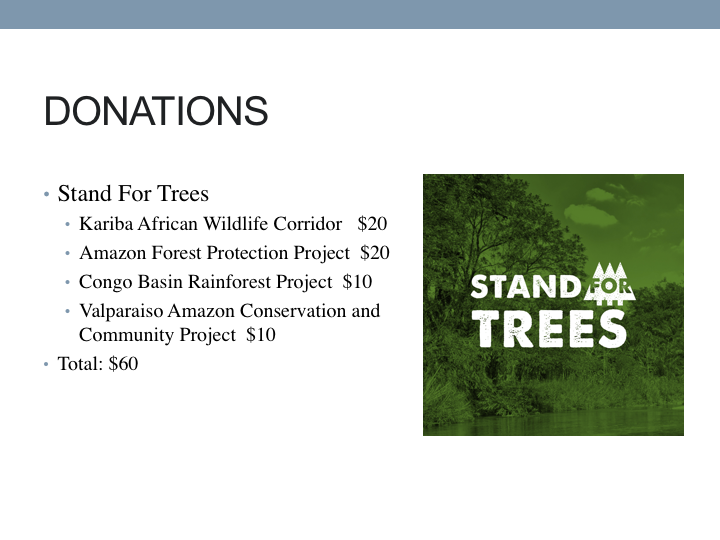 DONATIONS
• Stand For Trees
• Kariba African Wildlife Corridor $20
• Amazon Forest Protection Project $20
• Congo Basin Rainforest Project $10
• Valparaiso Amazon Conservation and
Community Project $10
• Total: $60
STAND FOR
TREES